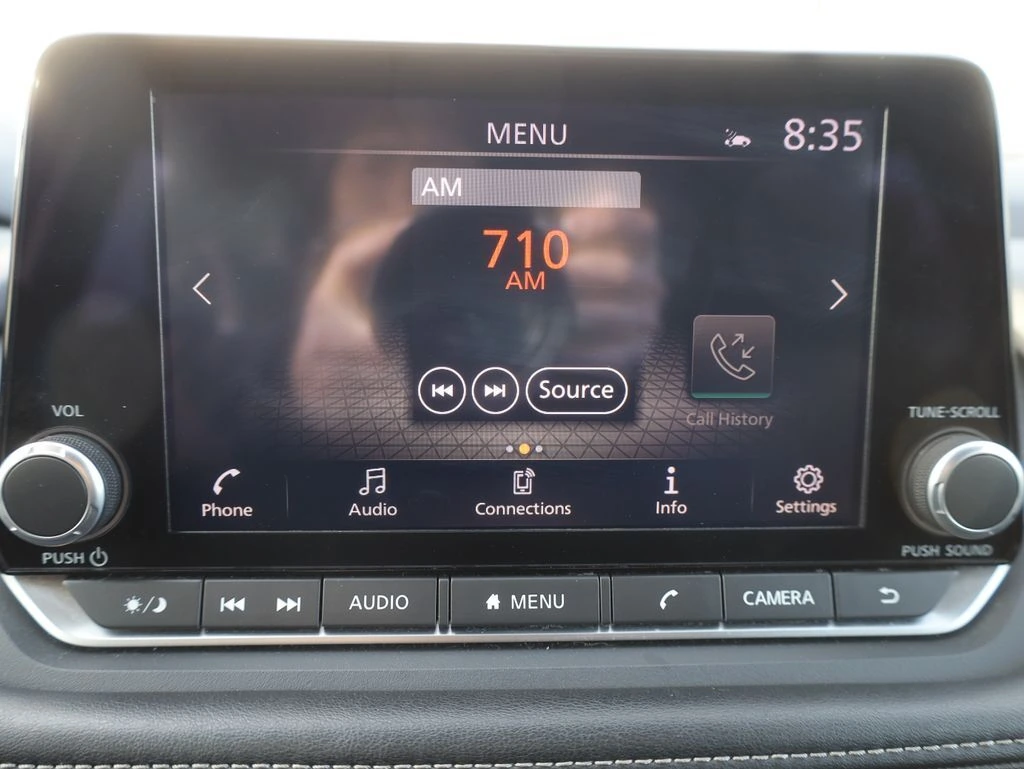 MENU 8:35
AM
710
AM
Source
Call History
VOL
TUNE·SCROLL
Phone Audio Connections Info Settings
PUSH
PUSH SOUND
AUDIO MENU CAMERA